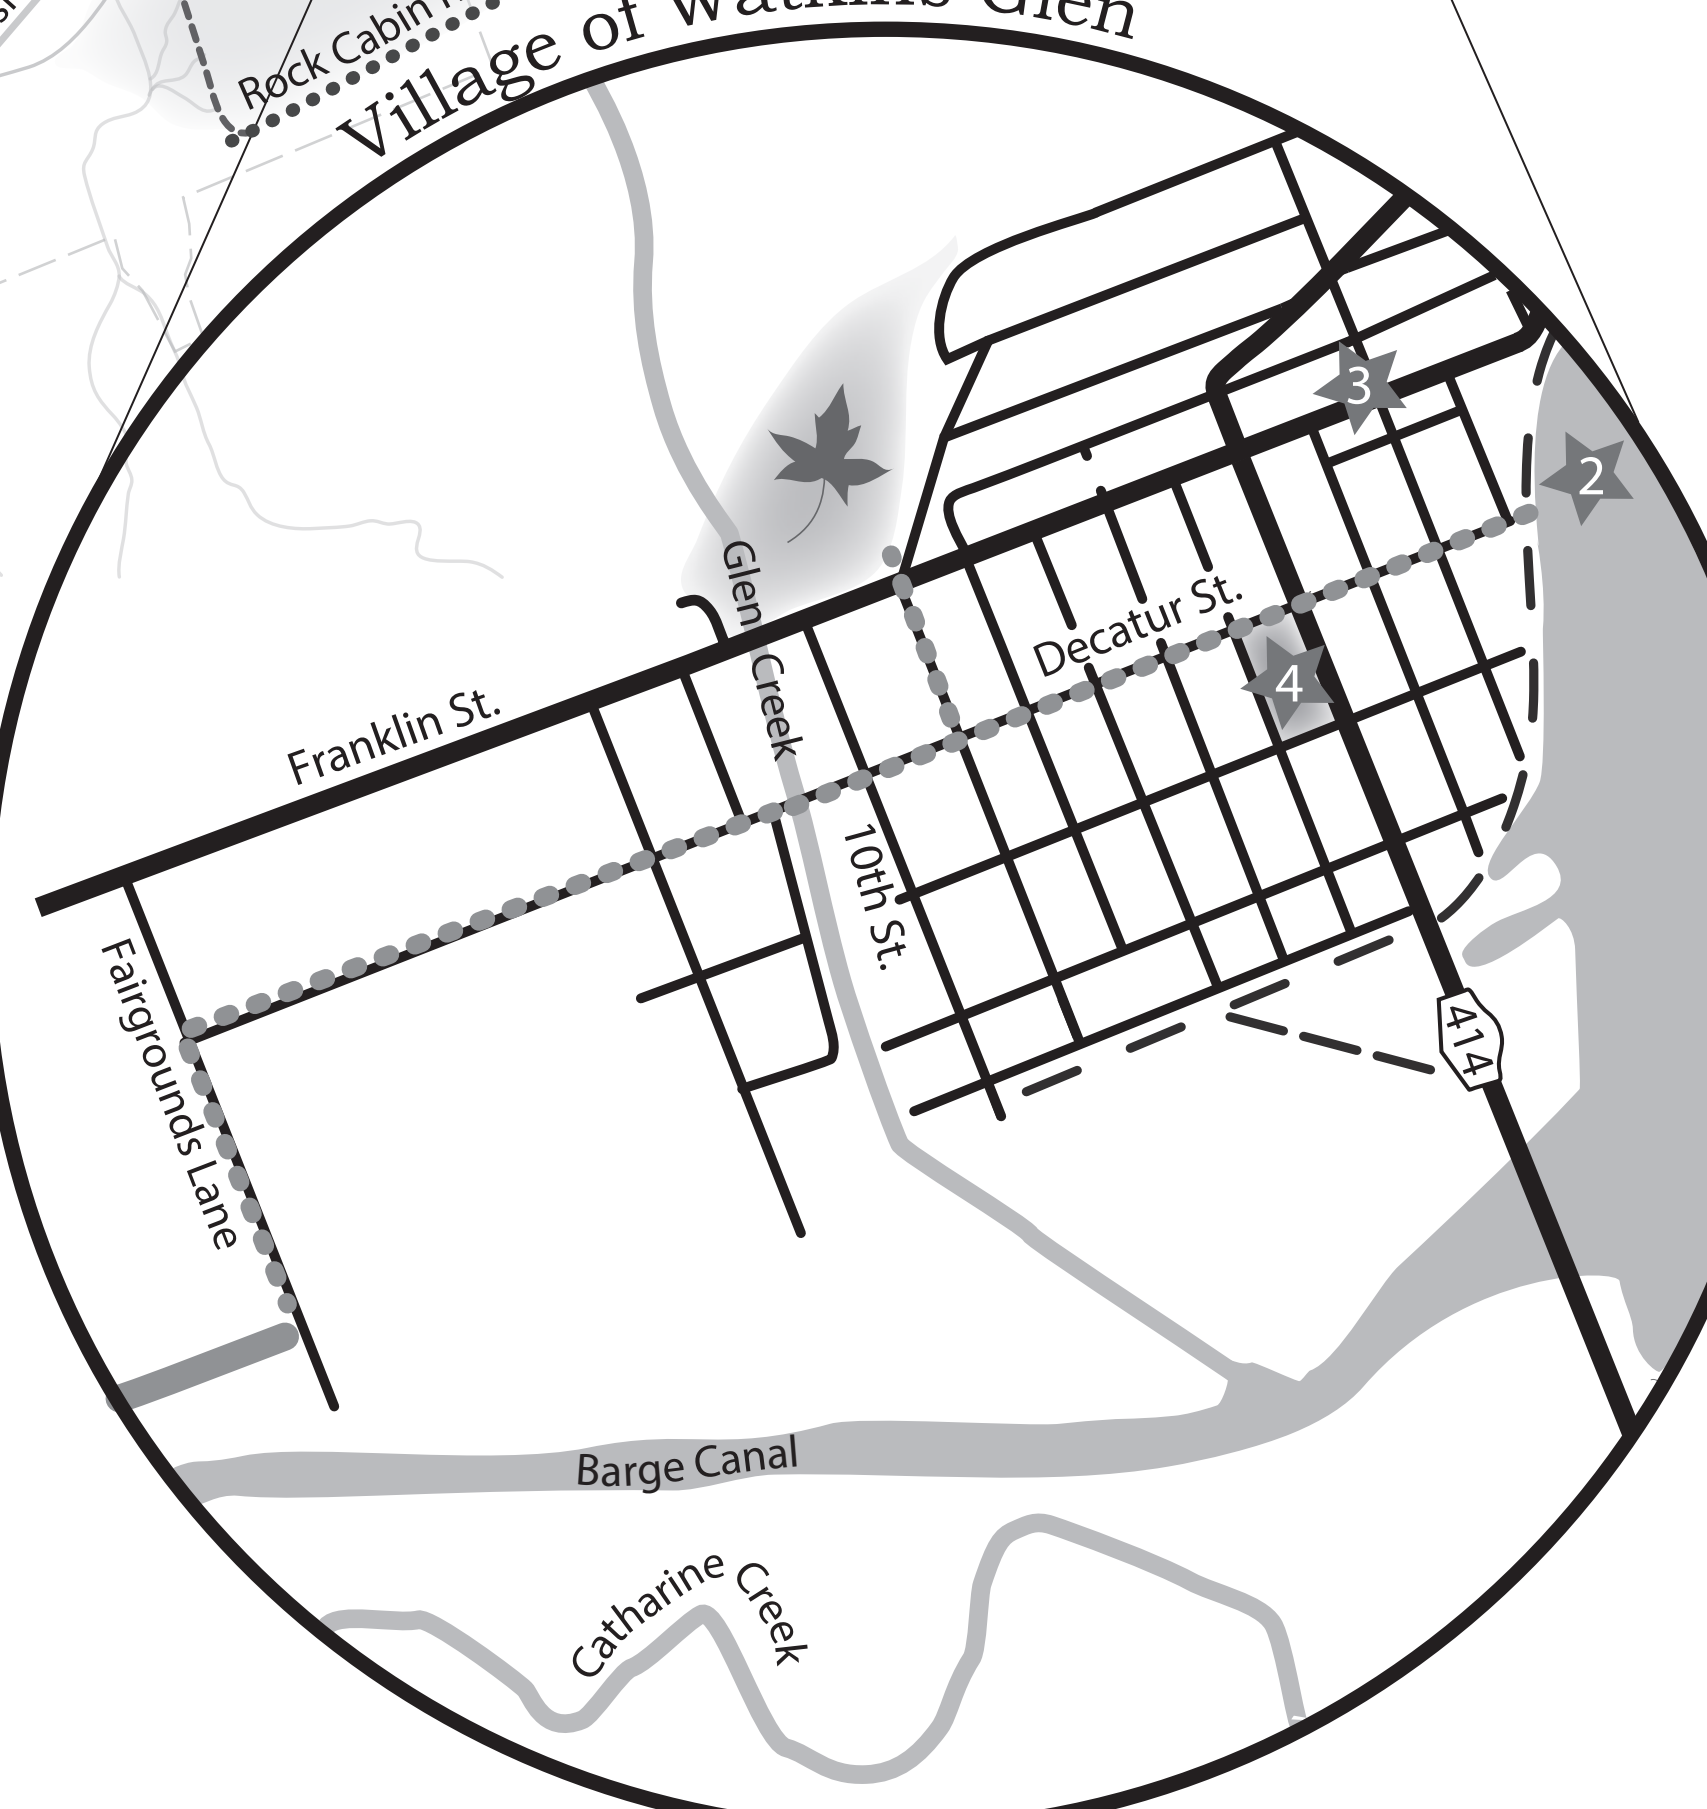 Rock Cabin
Village of Watkins Glen
3
2
Glen Creek
Decatur St.
4
Franklin St.
10th St.
Fairgrounds Lane
414
Barge Canal
Catharine Creek